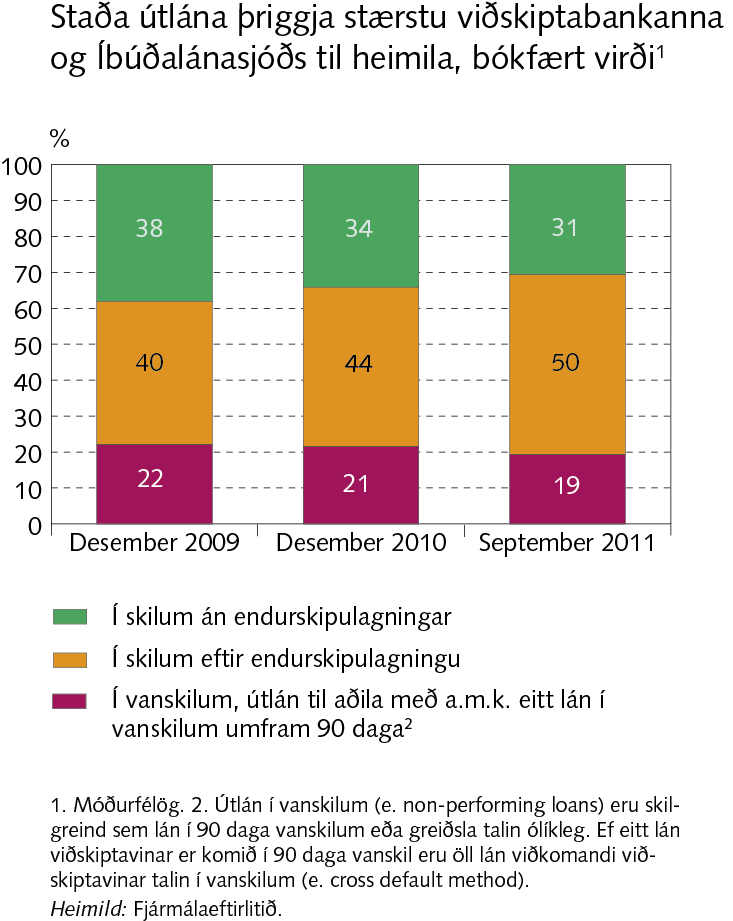 Staða útlána þriggja stærstu viðskiptabankanna
og Íbúðalánasjóðs til heimila, bókfært virði¹
%
100
90
80
70
60
50
40
30
20
10
0
38
34
31
40
44
50
22
21
19
Desember 2009
Desember 2010
September 2011
Í skilum án endurskipulagningar
Í skilum eftir endurskipulagningu
Í vanskilum, útlán til aðila með a.m.k. eitt lán í
vanskilum umfram 90 daga²
1. Móðurfélög. 2. Útlán í vanskilum (e. non-performing loans) eru skil-
greind sem lán í 90 daga vanskilum eða greiðsla talin ólíkleg. Ef eitt lán
viðskiptavinar er komið í 90 daga vanskil eru öll lán viðkomandi við-
skiptavinar talin í vanskilum (e. cross default method).
Heimild: Fjármálaeftirlitið.